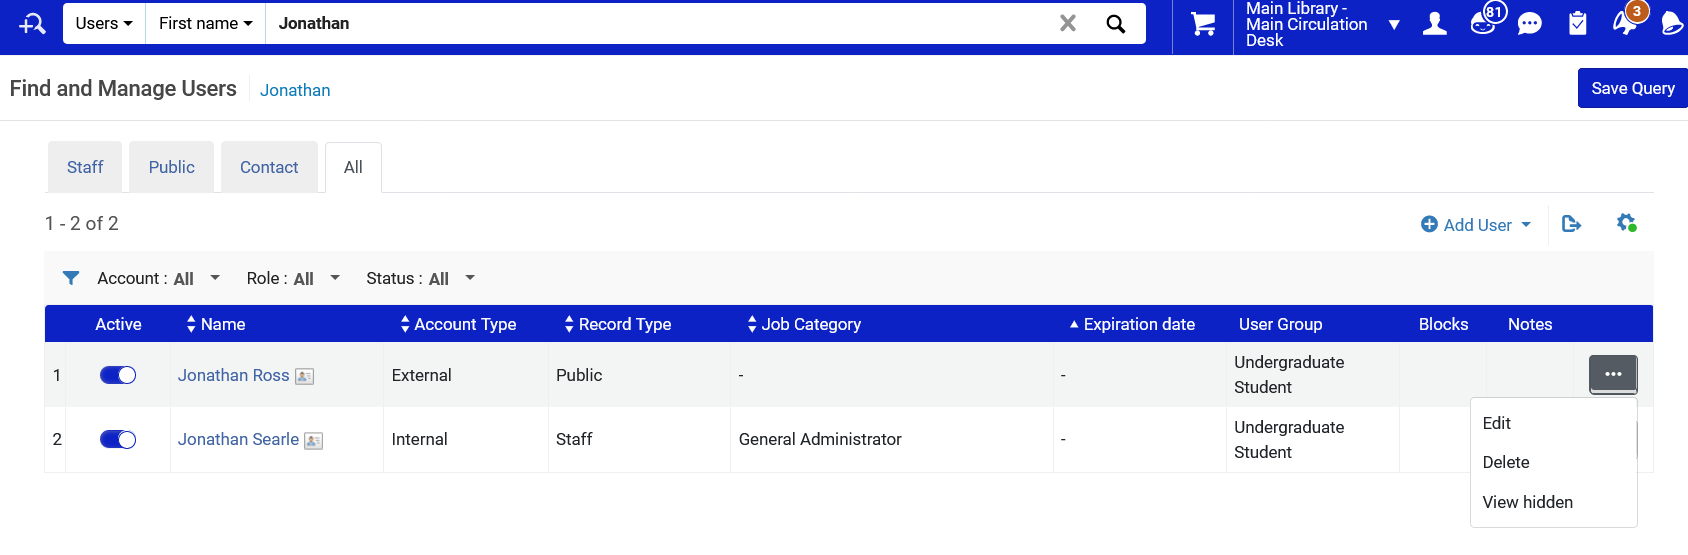 Users First name Jonathan
Main Library -
Main Circulation
Desk
81
3
Find and Manage Users Jonathan
Save Query
Staff Public Contact All
1 - 2 of 2
Add User
Account : All Role : All Status : All
Active Name Account Type Record Type Job Category Expiration date User Group Blocks Notes
1 Jonathan Ross External Public - - Undergraduate
Student
2 Jonathan Searle Internal Staff General Administrator - Undergraduate
Student
Edit
Delete
View hidden